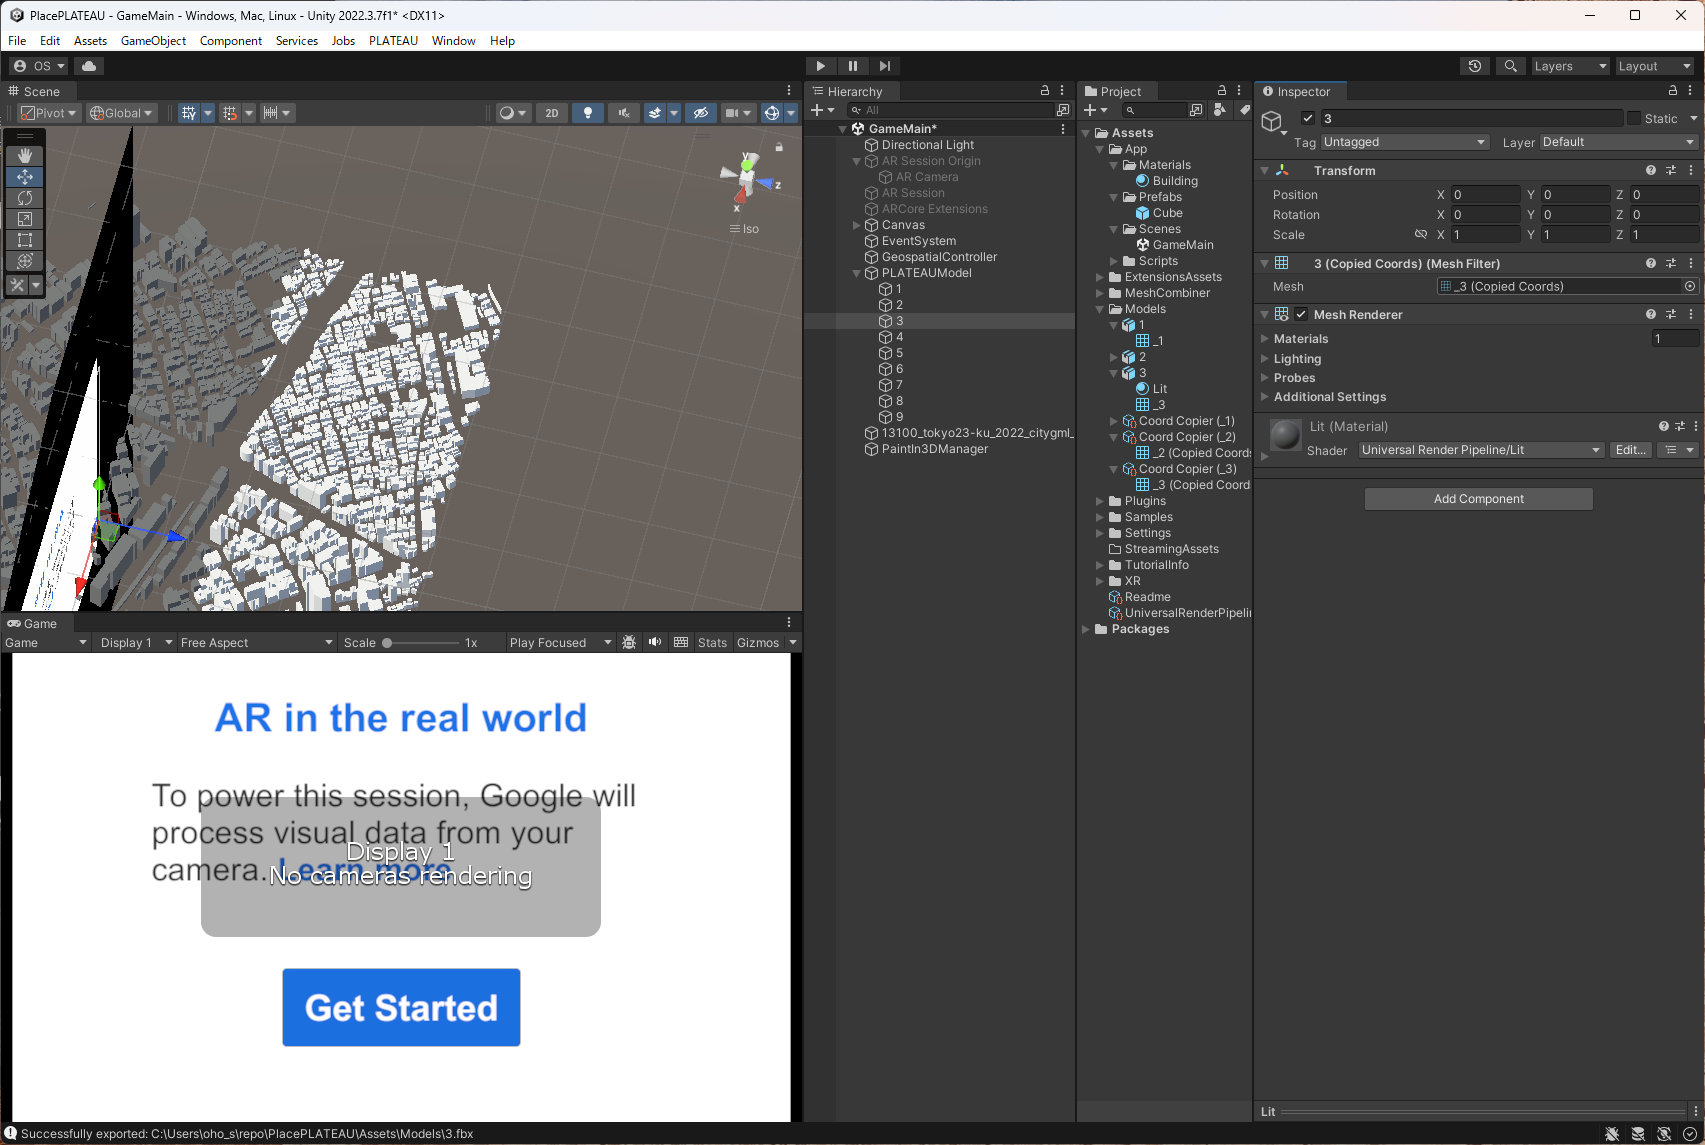 PlacePLATEAU - GameMain - Windows, Mac, Linux - Unity 2022.3.7f1* <DX11>
File Edit Assets GameObject Component Services Jobs PLATEAU Window Help
OS
Layers
Layout
Scene
Pivot
Global
2D
y
z
x
Iso
Hierarchy
All
GameMain*
Directional Light
AR Session Origin
AR Camera
AR Session
ARCore Extensions
Canvas
EventSystem
GeospatialController
PLATEAUModel
1
2
3
4
5
6
7
8
9
13100_tokyo23-ku_2022_citygml_
PaintIn3DManager
Project
Assets
App
Materials
Building
Prefabs
Cube
Scenes
GameMain
Scripts
ExtensionsAssets
MeshCombiner
Models
1
_1
2
3
Lit
_3
Coord Copier (_1)
Coord Copier (_2)
_2 (Copied Coords
Coord Copier (_3)
_3 (Copied Coord
Plugins
Samples
Settings
StreamingAssets
TutorialInfo
XR
Readme
UniversalRenderPipelin
Packages
Inspector
3
Static
Tag Untagged Layer Default
Transform
Position X 0 Y 0 Z 0
Rotation X 0 Y 0 Z 0
Scale X 1 Y 1 Z 1
3 (Copied Coords) (Mesh Filter)
Mesh _3 (Copied Coords)
Mesh Renderer
Materials 1
Lighting
Probes
Additional Settings
Lit (Material)
Shader Universal Render Pipeline/Lit Edit...
Add Component
Lit
Game
Game Display 1 Free Aspect Scale 1x Play Focused Stats Gizmos
AR in the real world
To power this session, Google will
process visual data from your
camera. Learn more
Display 1
No cameras rendering
Get Started
Successfully exported: C:\Users\oho_s\repo\PlacePLATEAU\Assets\Models\3.fbx